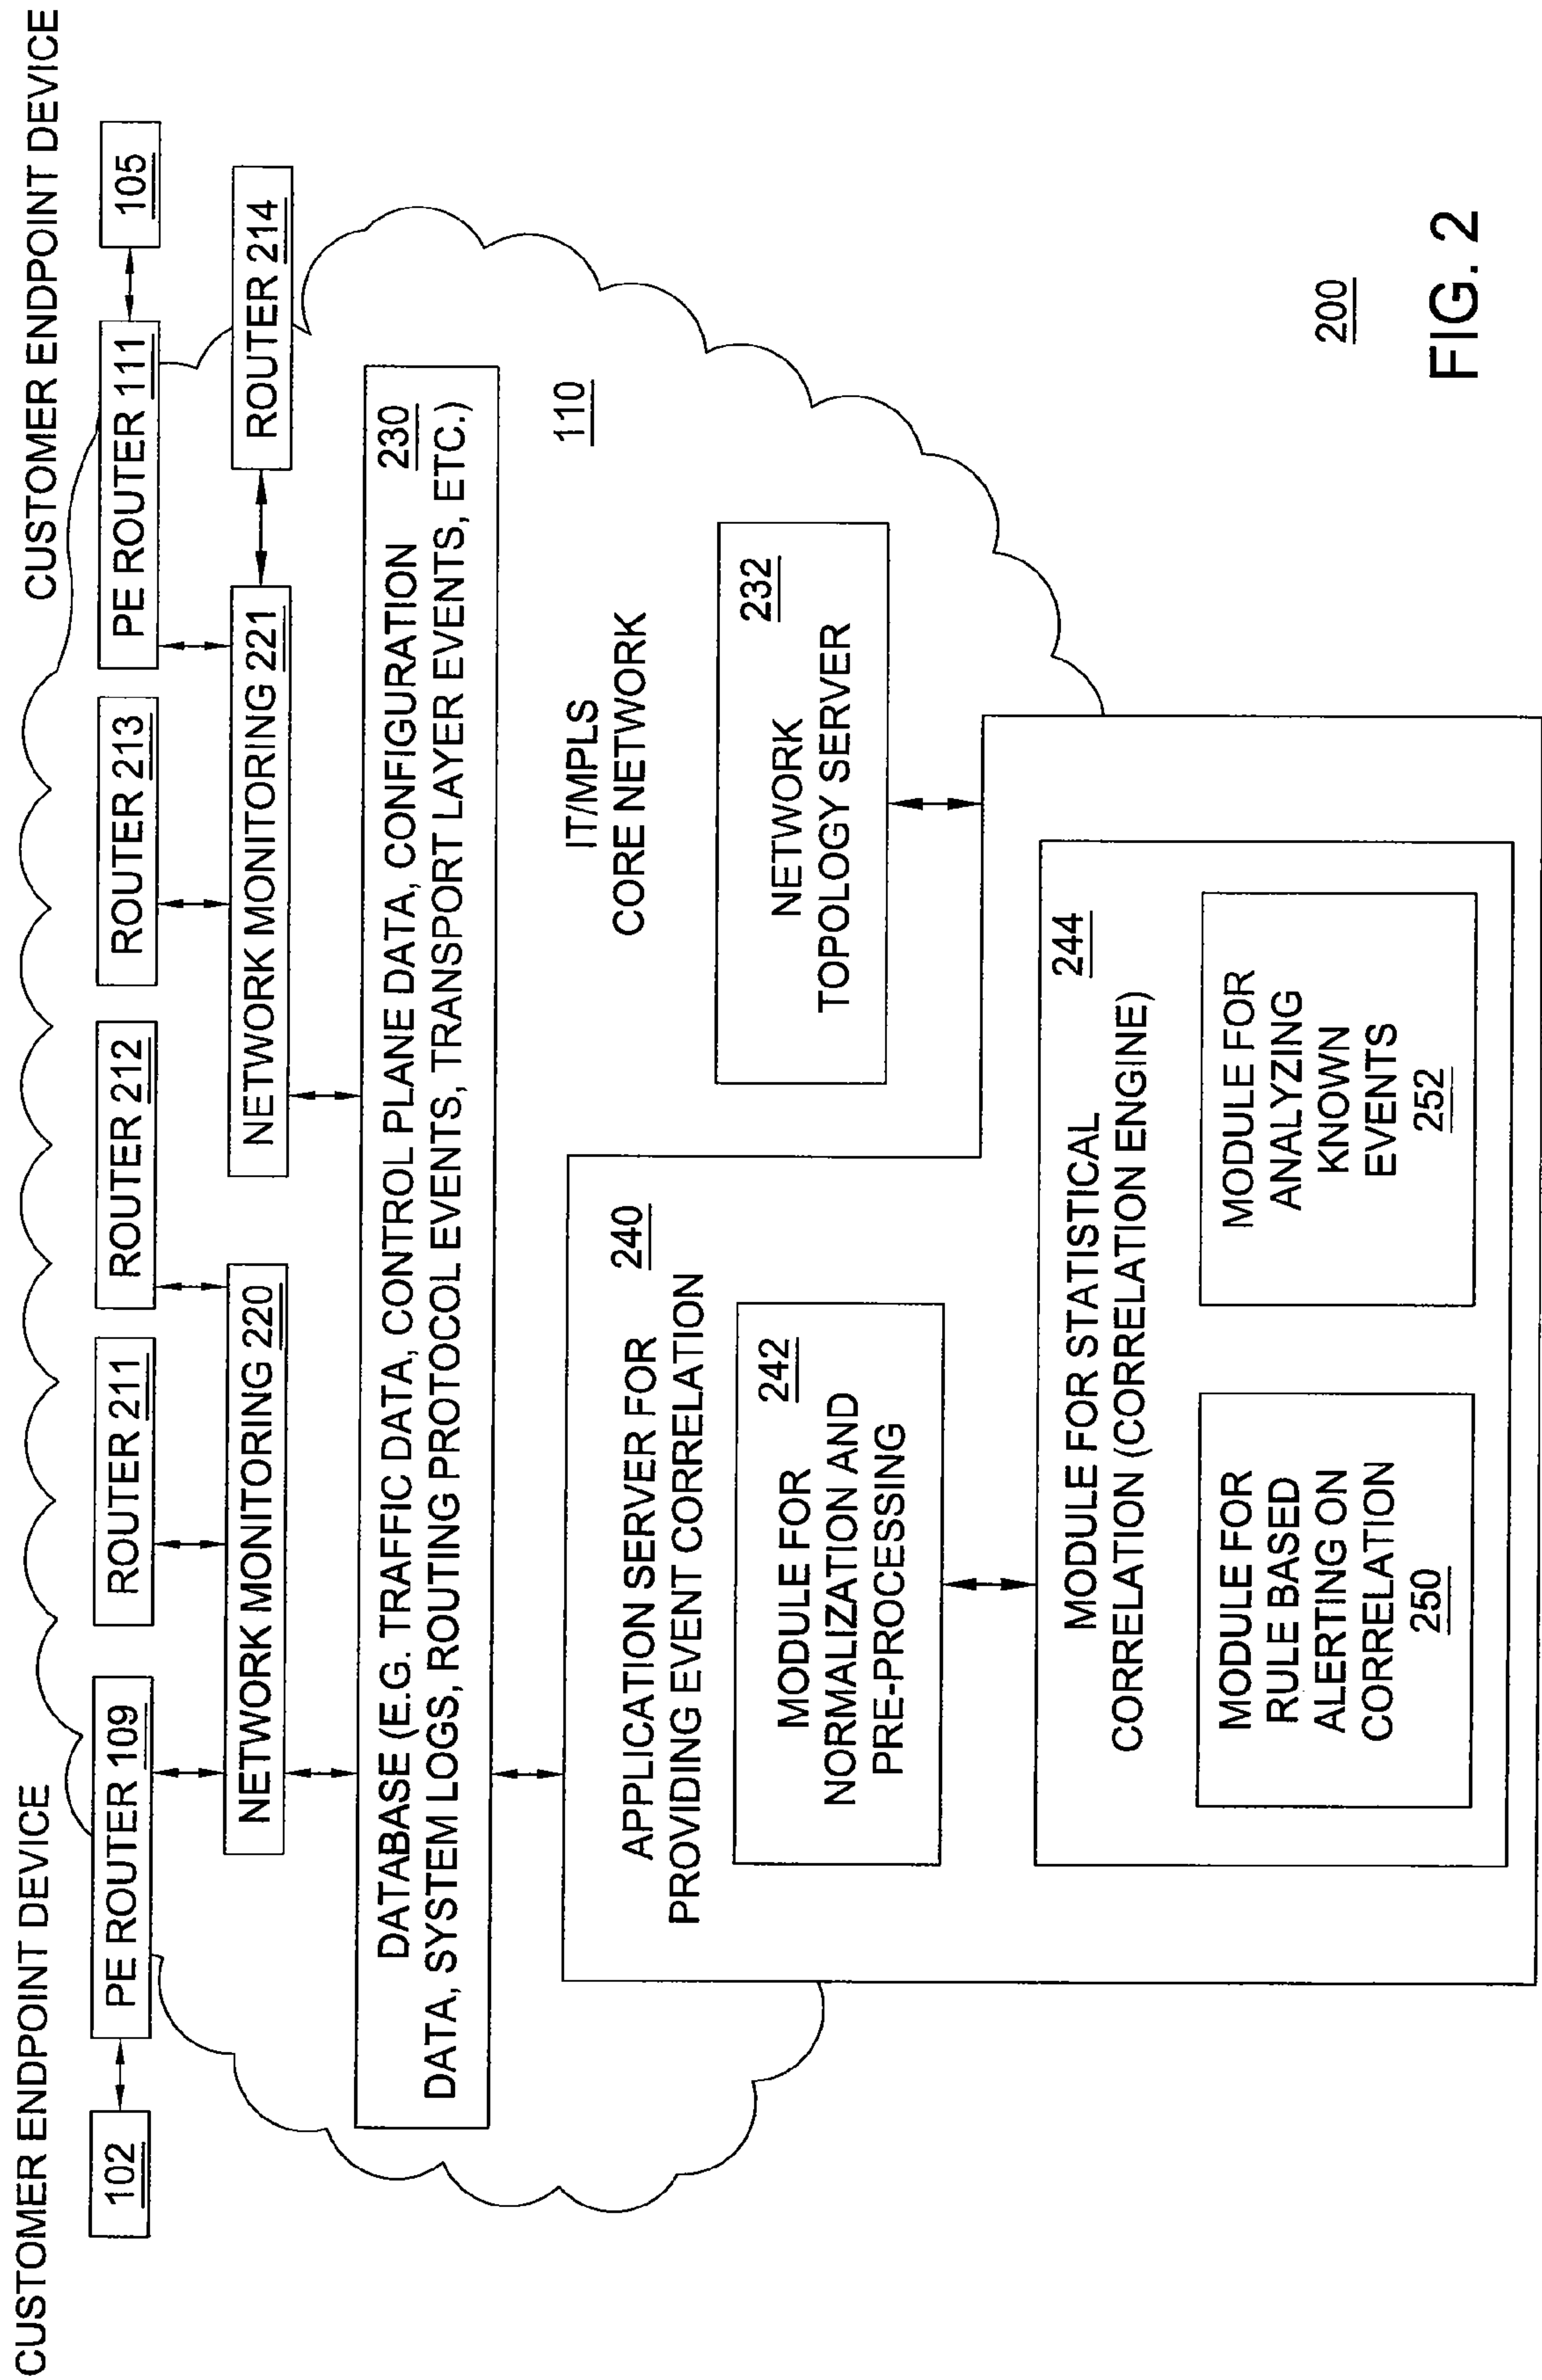 CUSTOMER ENDPOINT DEVICE
CUSTOMER ENDPOINT DEVICE
102
PE ROUTER 109
ROUTER 211
ROUTER 212
ROUTER 213
PE ROUTER 111
105
NETWORK MONITORING 220
NETWORK MONITORING 221
ROUTER 214
DATABASE (E.G. TRAFFIC DATA, CONTROL PLANE DATA, CONFIGURATION 230
DATA, SYSTEM LOGS, ROUTING PROTOCOL EVENTS, TRANSPORT LAYER EVENTS, ETC.)
IT/MPLS
CORE NETWORK
110
APPLICATION SERVER FOR 240
PROVIDING EVENT CORRELATION
MODULE FOR 242
NORMALIZATION AND
PRE-PROCESSING
232
NETWORK
TOPOLOGY SERVER
244
MODULE FOR STATISTICAL
CORRELATION (CORRELATION ENGINE)
MODULE FOR
RULE BASED
ALERTING ON
CORRELATION
250
MODULE FOR
ANALYZING
KNOWN
EVENTS
252
200
FIG. 2